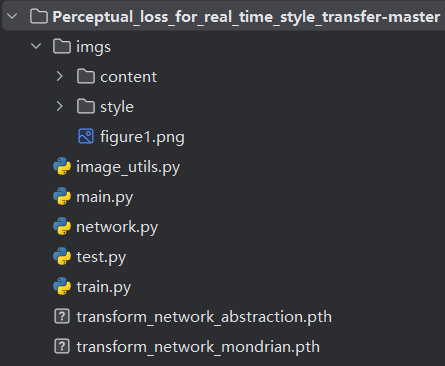 Perceptual_loss_for_real_time_style_transfer-master
imgs
content
style
figure1.png
image_utils.py
main.py
network.py
test.py
train.py
transform_network_abstraction.pth
transform_network_mondrian.pth